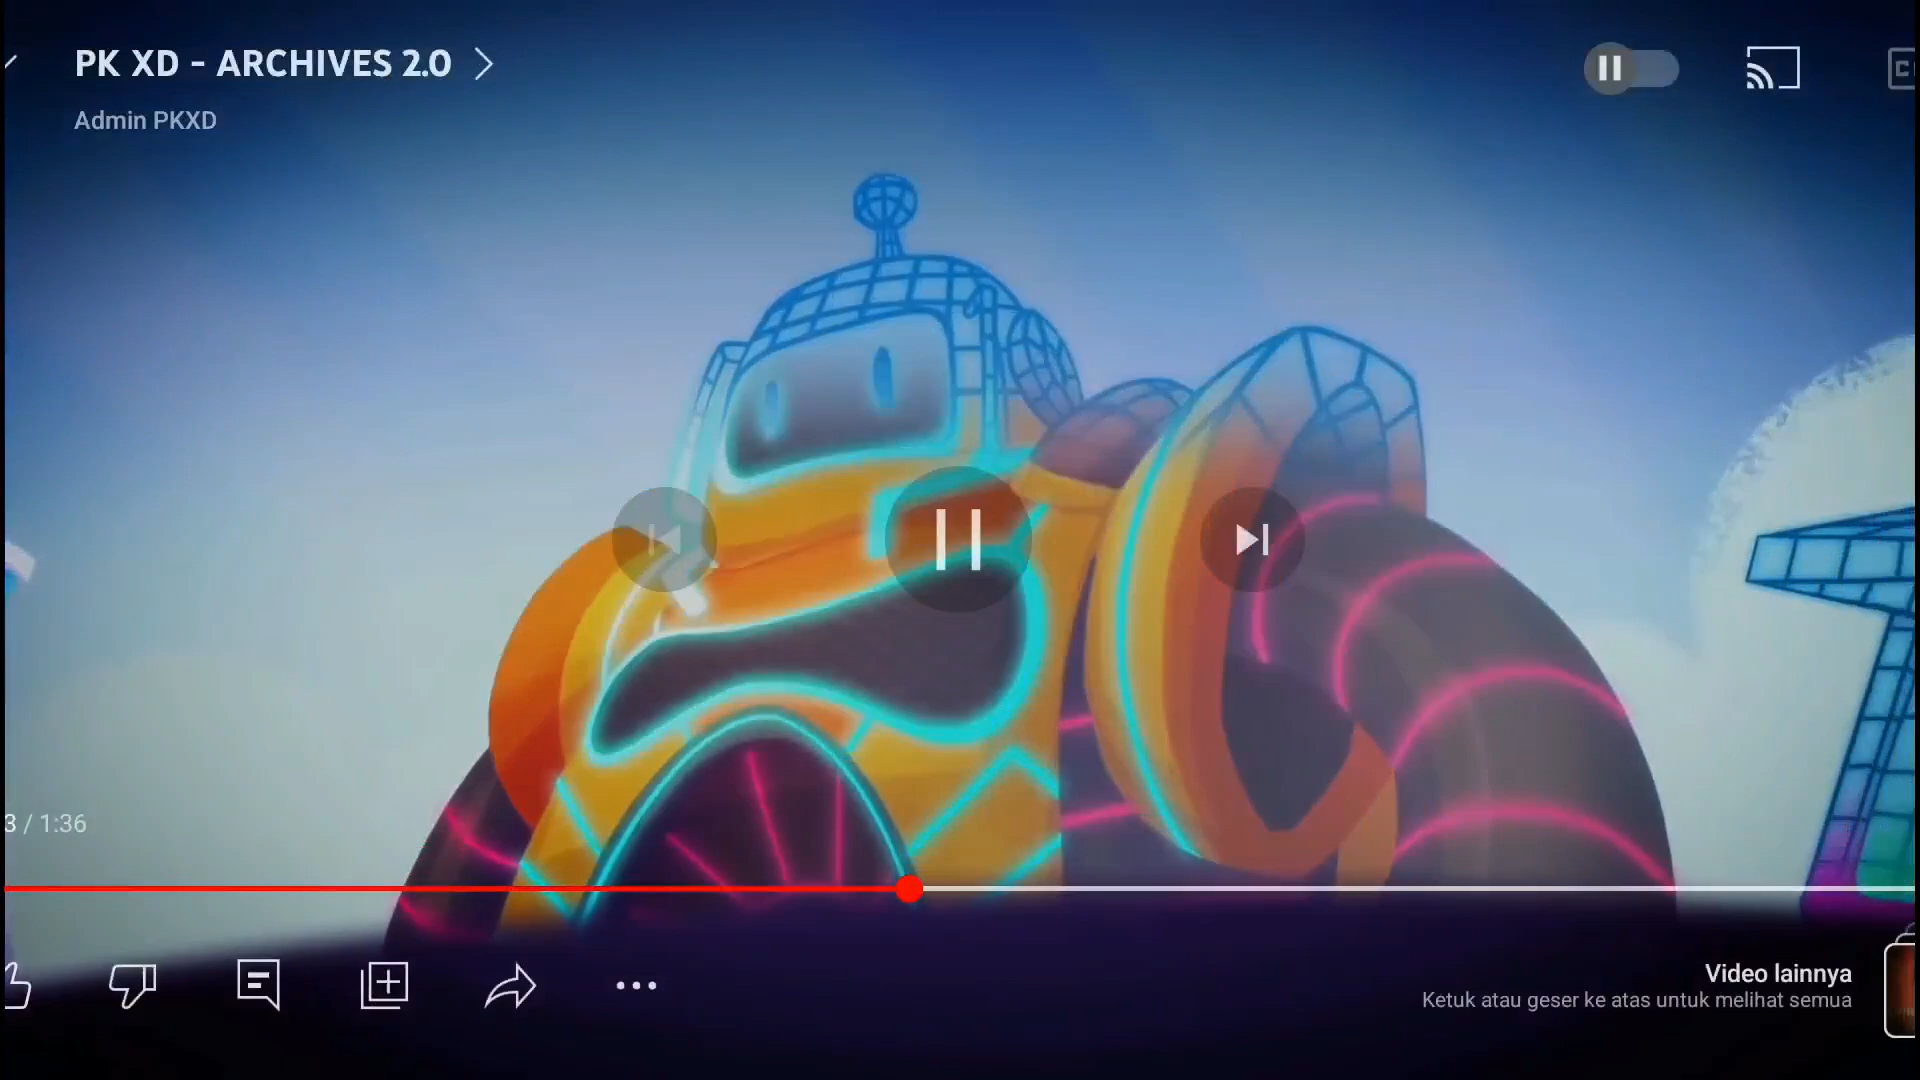 PK XD - ARCHIVES 2.0
Admin PKXD
3 / 1:36
Video lainnya
Ketuk atau geser ke atas untuk melihat semua